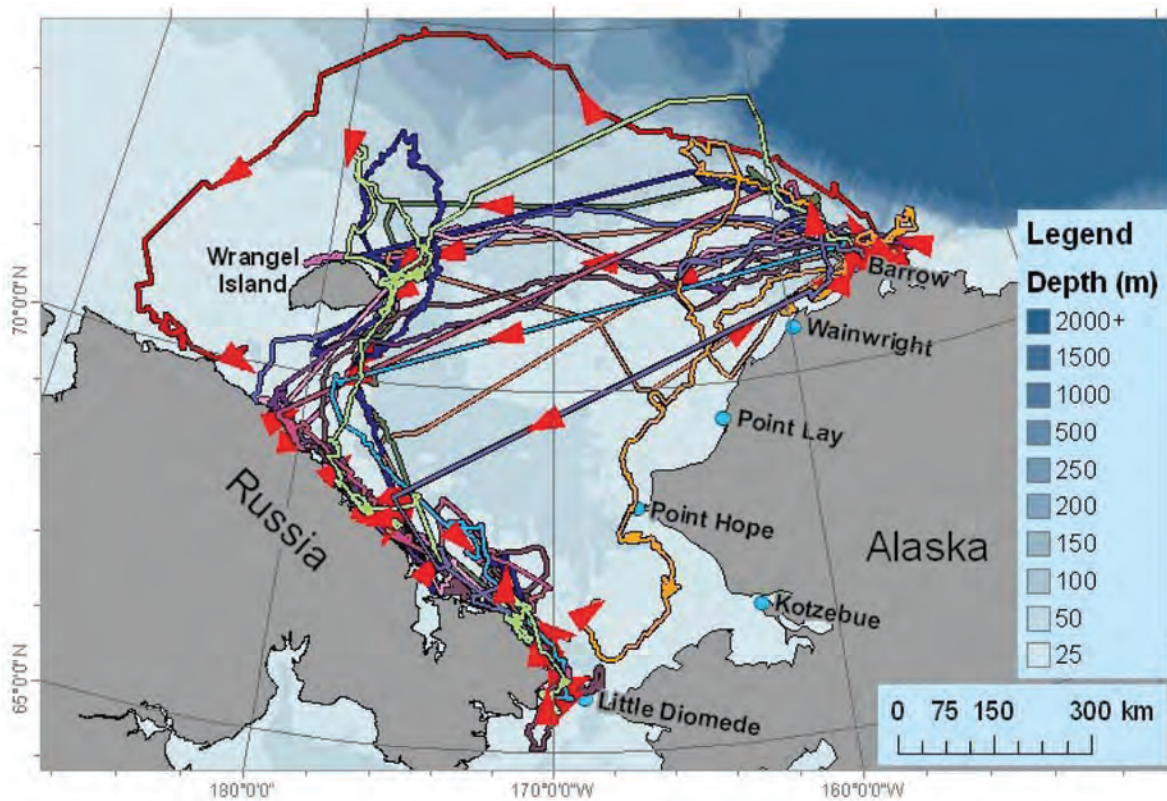 Wrangel
Island
Barrow
Wainwright
Point Lay
Point Hope
Kotzebue
Little Diomede
Russia
Alaska
Legend
Depth (m)
2000+
1500
1000
500
250
200
150
100
50
25
0 75 150 300 km
70°0'0"N
65°0'0"N
180°0'0" 170°0'0"W 160°0'0"W